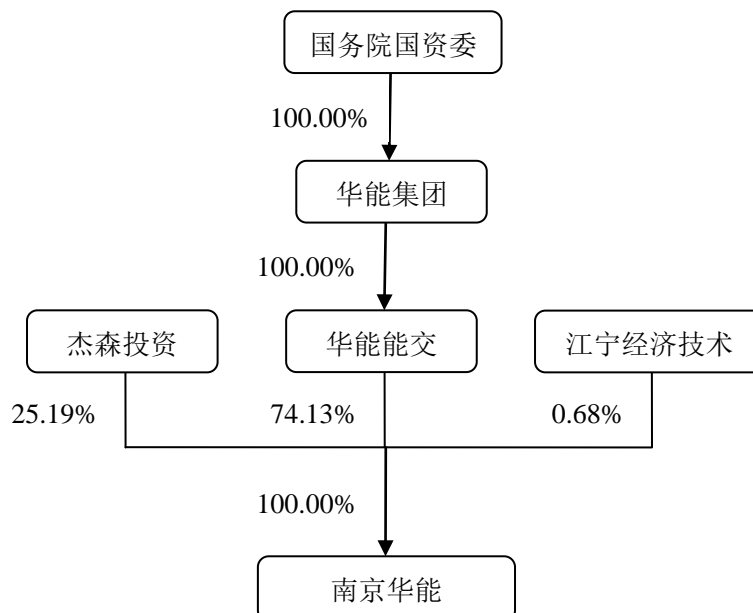 国务院国资委
100.00%
华能集团
100.00%
杰森投资
华能能交
江宁经济技术
25.19%
74.13%
0.68%
100.00%
南京华能